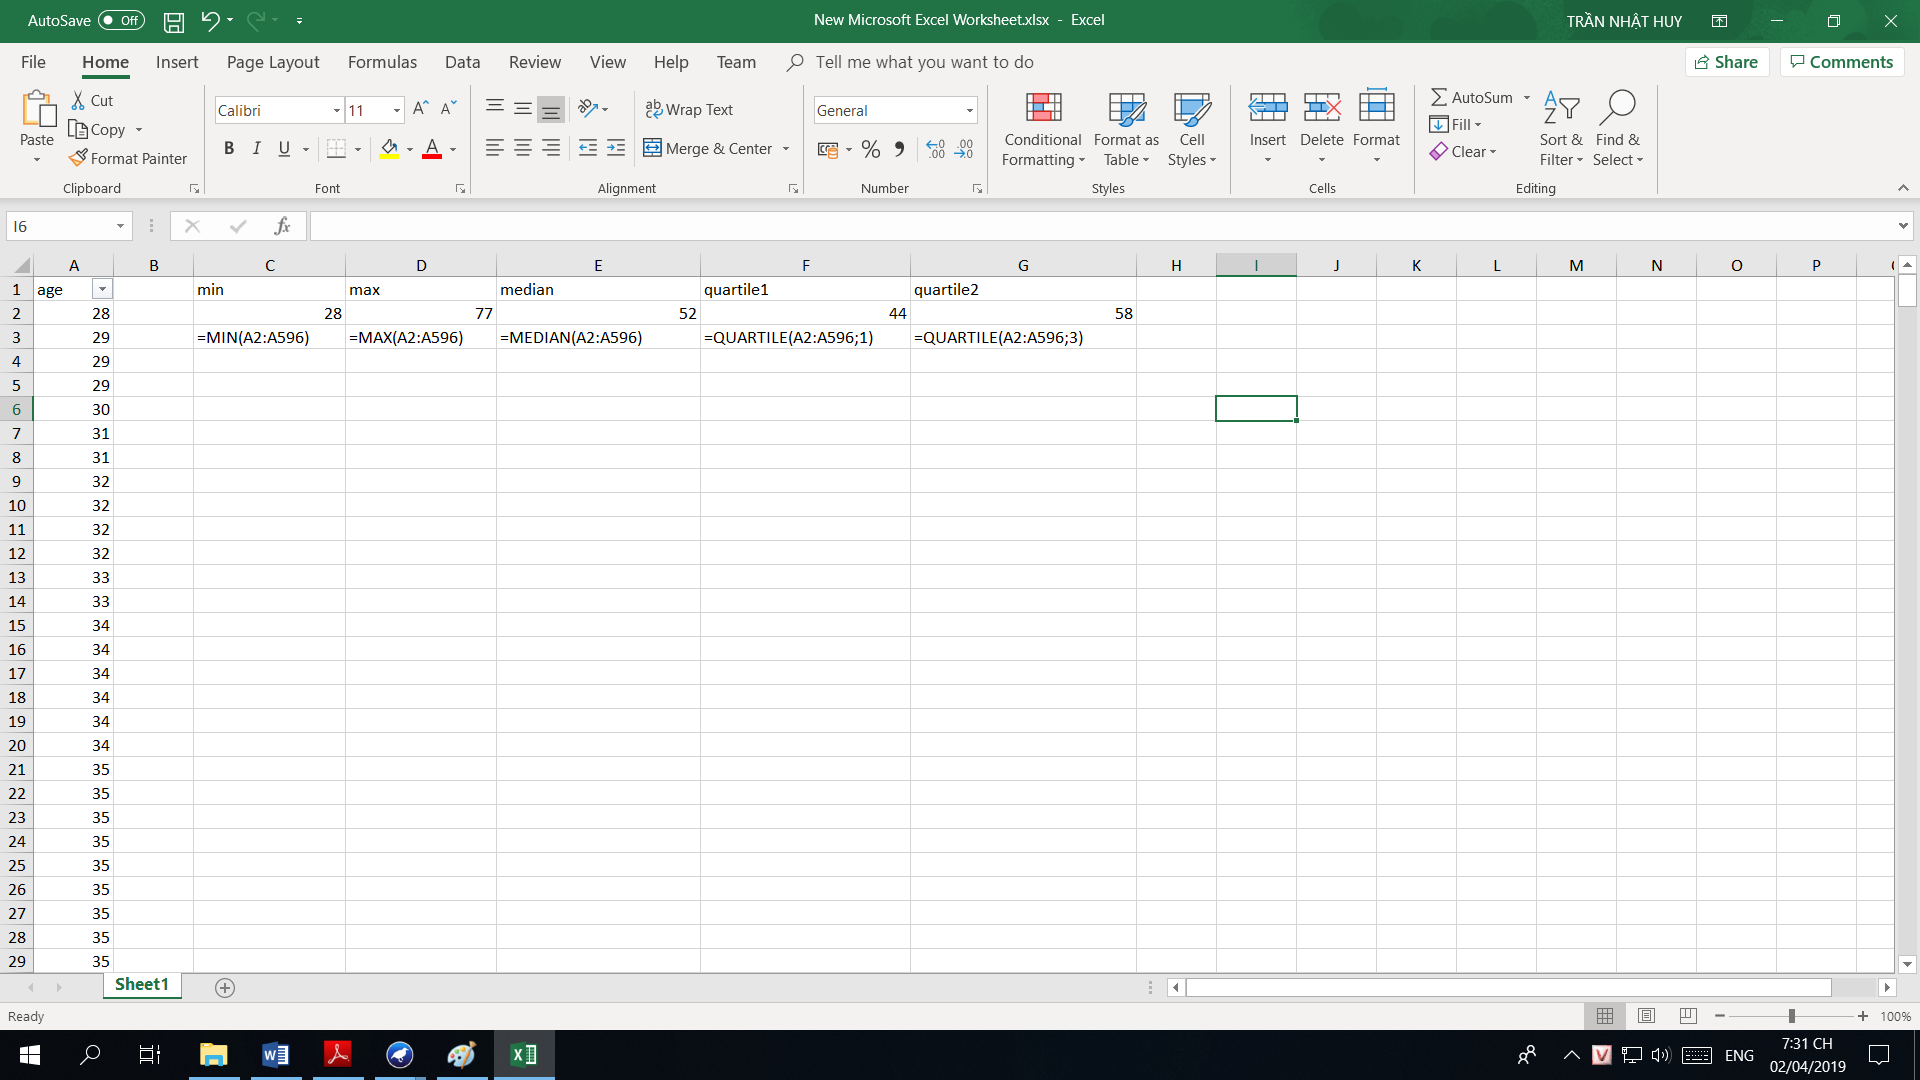 AutoSave Off New Microsoft Excel Worksheet.xlsx - Excel TRẦN NHẬT HUY
File Home Insert Page Layout Formulas Data Review View Help Team Tell me what you want to do Share Comments
Paste Cut Copy Format Painter
Clipboard
Calibri 11
B I U
Font
Wrap Text
Merge & Center
Alignment
General
Number
Conditional Formatting Format as Table Cell Styles
Styles
Insert Delete Format
Cells
AutoSum Fill Clear Sort & Filter Find & Select
Editing
I6 fx
A B C D E F G H I J K L M N O P
1 age min max median quartile1 quartile2
2 28 28 77 52 44 58
3 29 =MIN(A2:A596) =MAX(A2:A596) =MEDIAN(A2:A596) =QUARTILE(A2:A596;1) =QUARTILE(A2:A596;3)
4 29
5 29
6 30
7 31
8 31
9 32
10 32
11 32
12 32
13 33
14 33
15 34
16 34
17 34
18 34
19 34
20 34
21 35
22 35
23 35
24 35
25 35
26 35
27 35
28 35
29 35
Sheet1
Ready 100%
ENG 7:31 CH
02/04/2019